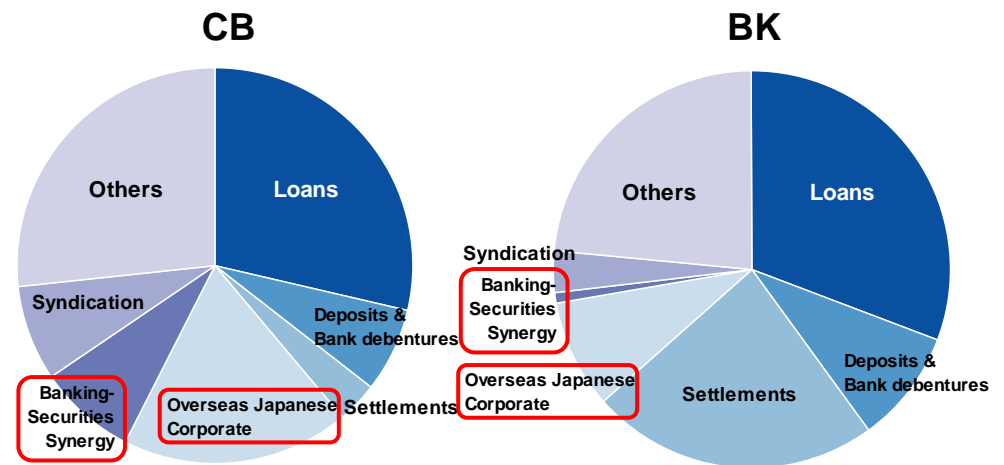 CB
Others
Loans
Syndication
Deposits &
Bank debentures
Banking-
Securities
Synergy
Overseas Japanese
Corporate
Settlements
BK
Others
Loans
Syndication
Banking-
Securities
Synergy
Overseas Japanese
Corporate
Settlements
Deposits &
Bank debentures